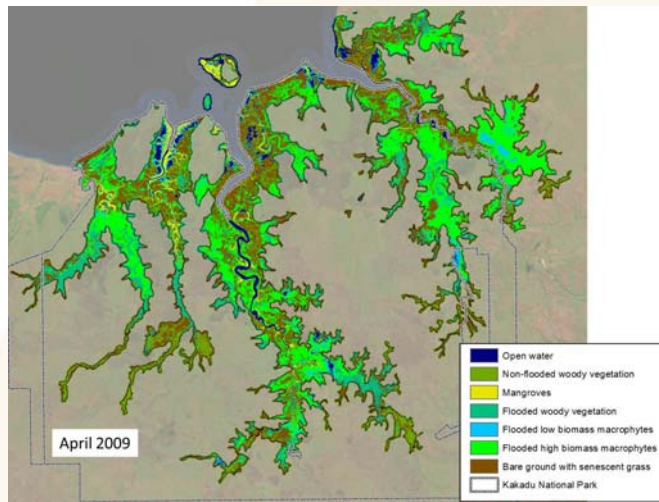 April 2009
Open water
Non-flooded woody vegetation
Mangroves
Flooded woody vegetation
Flooded low biomass macrophytes
Flooded high biomass macrophytes
Bare ground with senescent grass
Kakadu National Park